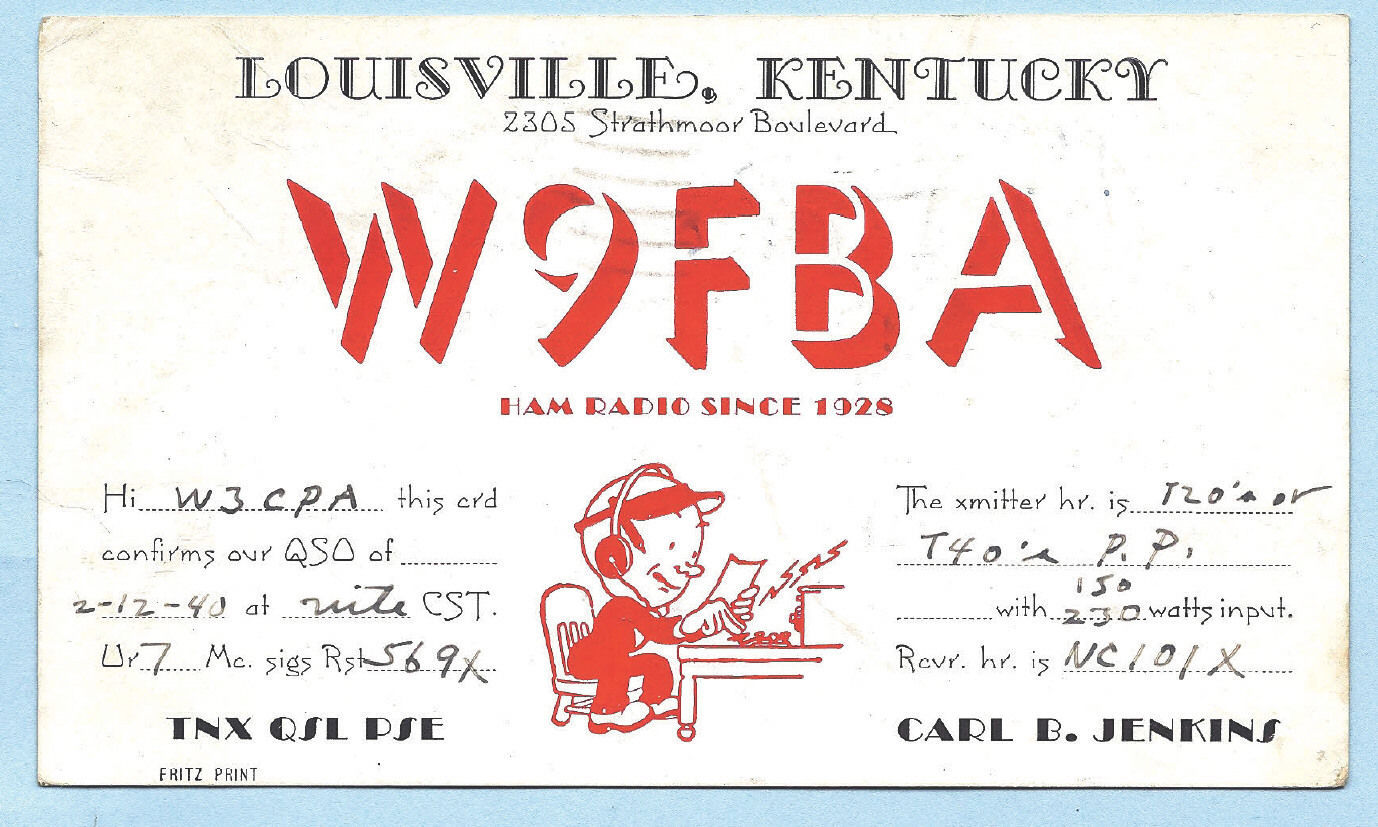 LOUISVILLE, KENTUCKY
2305 Strathmoor Boulevard
W9FBA
HAM RADIO SINCE 1928
Hi W3CPA this crd
confirms our QSO of
2-12-40 at nite CST.
Ur 7 Mc. sigs Rst 569x
TNX QSL PSE
FRITZ PRINT
The xmitter hr. is T20's or
T40's P.P.
150
with 230 watts input.
Rcvr. hr. is NC101X
CARL B. JENKINS